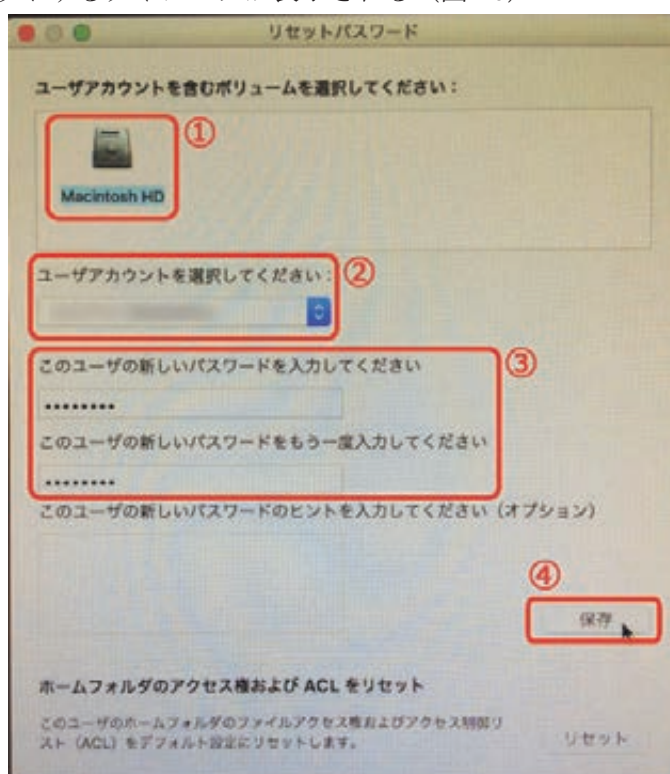 リセットパスワード
ユーザアカウントを含むボリュームを選択してください：
①
Macintosh HD
ユーザアカウントを選択してください：
②
このユーザの新しいパスワードを入力してください
③
••••••••
このユーザの新しいパスワードをもう一度入力してください
••••••••
このユーザの新しいパスワードのヒントを入力してください（オプション）
④
保存
ホームフォルダのアクセス権および ACL をリセット
このユーザのホームフォルダのファイルアクセス権およびアクセス制御リ
スト（ACL）をデフォルト設定にリセットします。
リセット